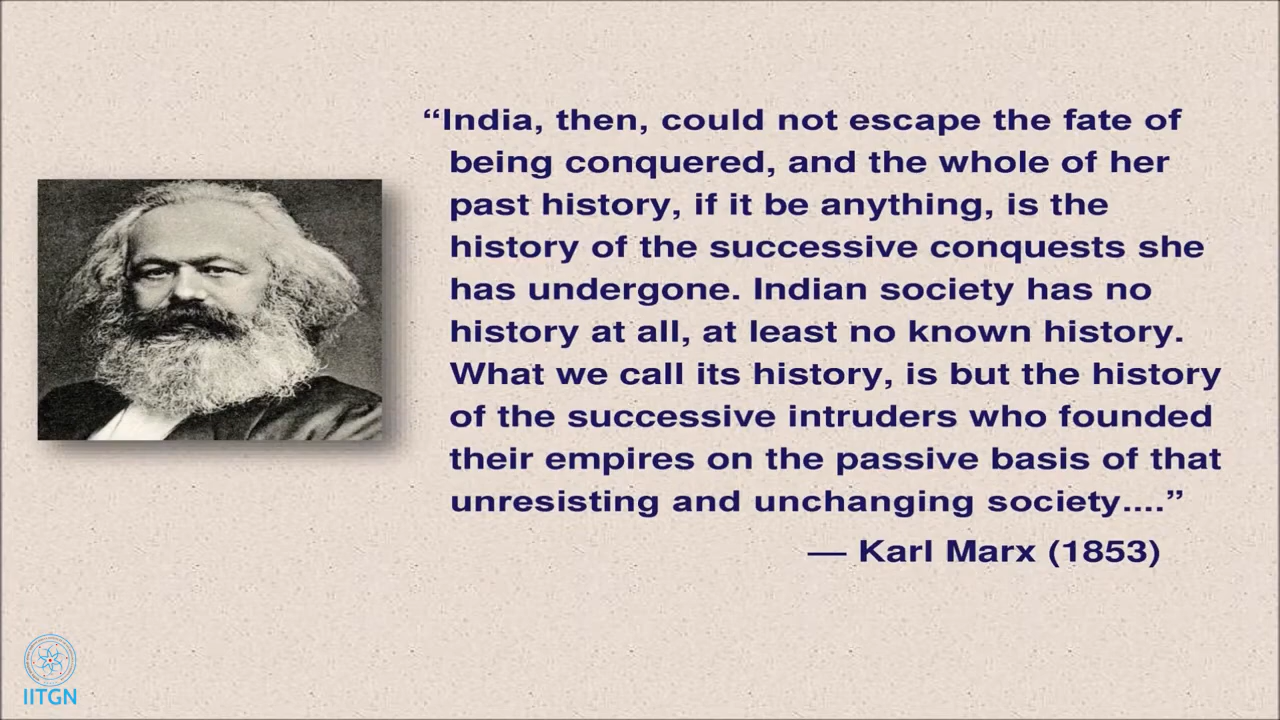 “India, then, could not escape the fate of
being conquered, and the whole of her
past history, if it be anything, is the
history of the successive conquests she
has undergone. Indian society has no
history at all, at least no known history.
What we call its history, is but the history
of the successive intruders who founded
their empires on the passive basis of that
unresisting and unchanging society....”
— Karl Marx (1853)
IITGN